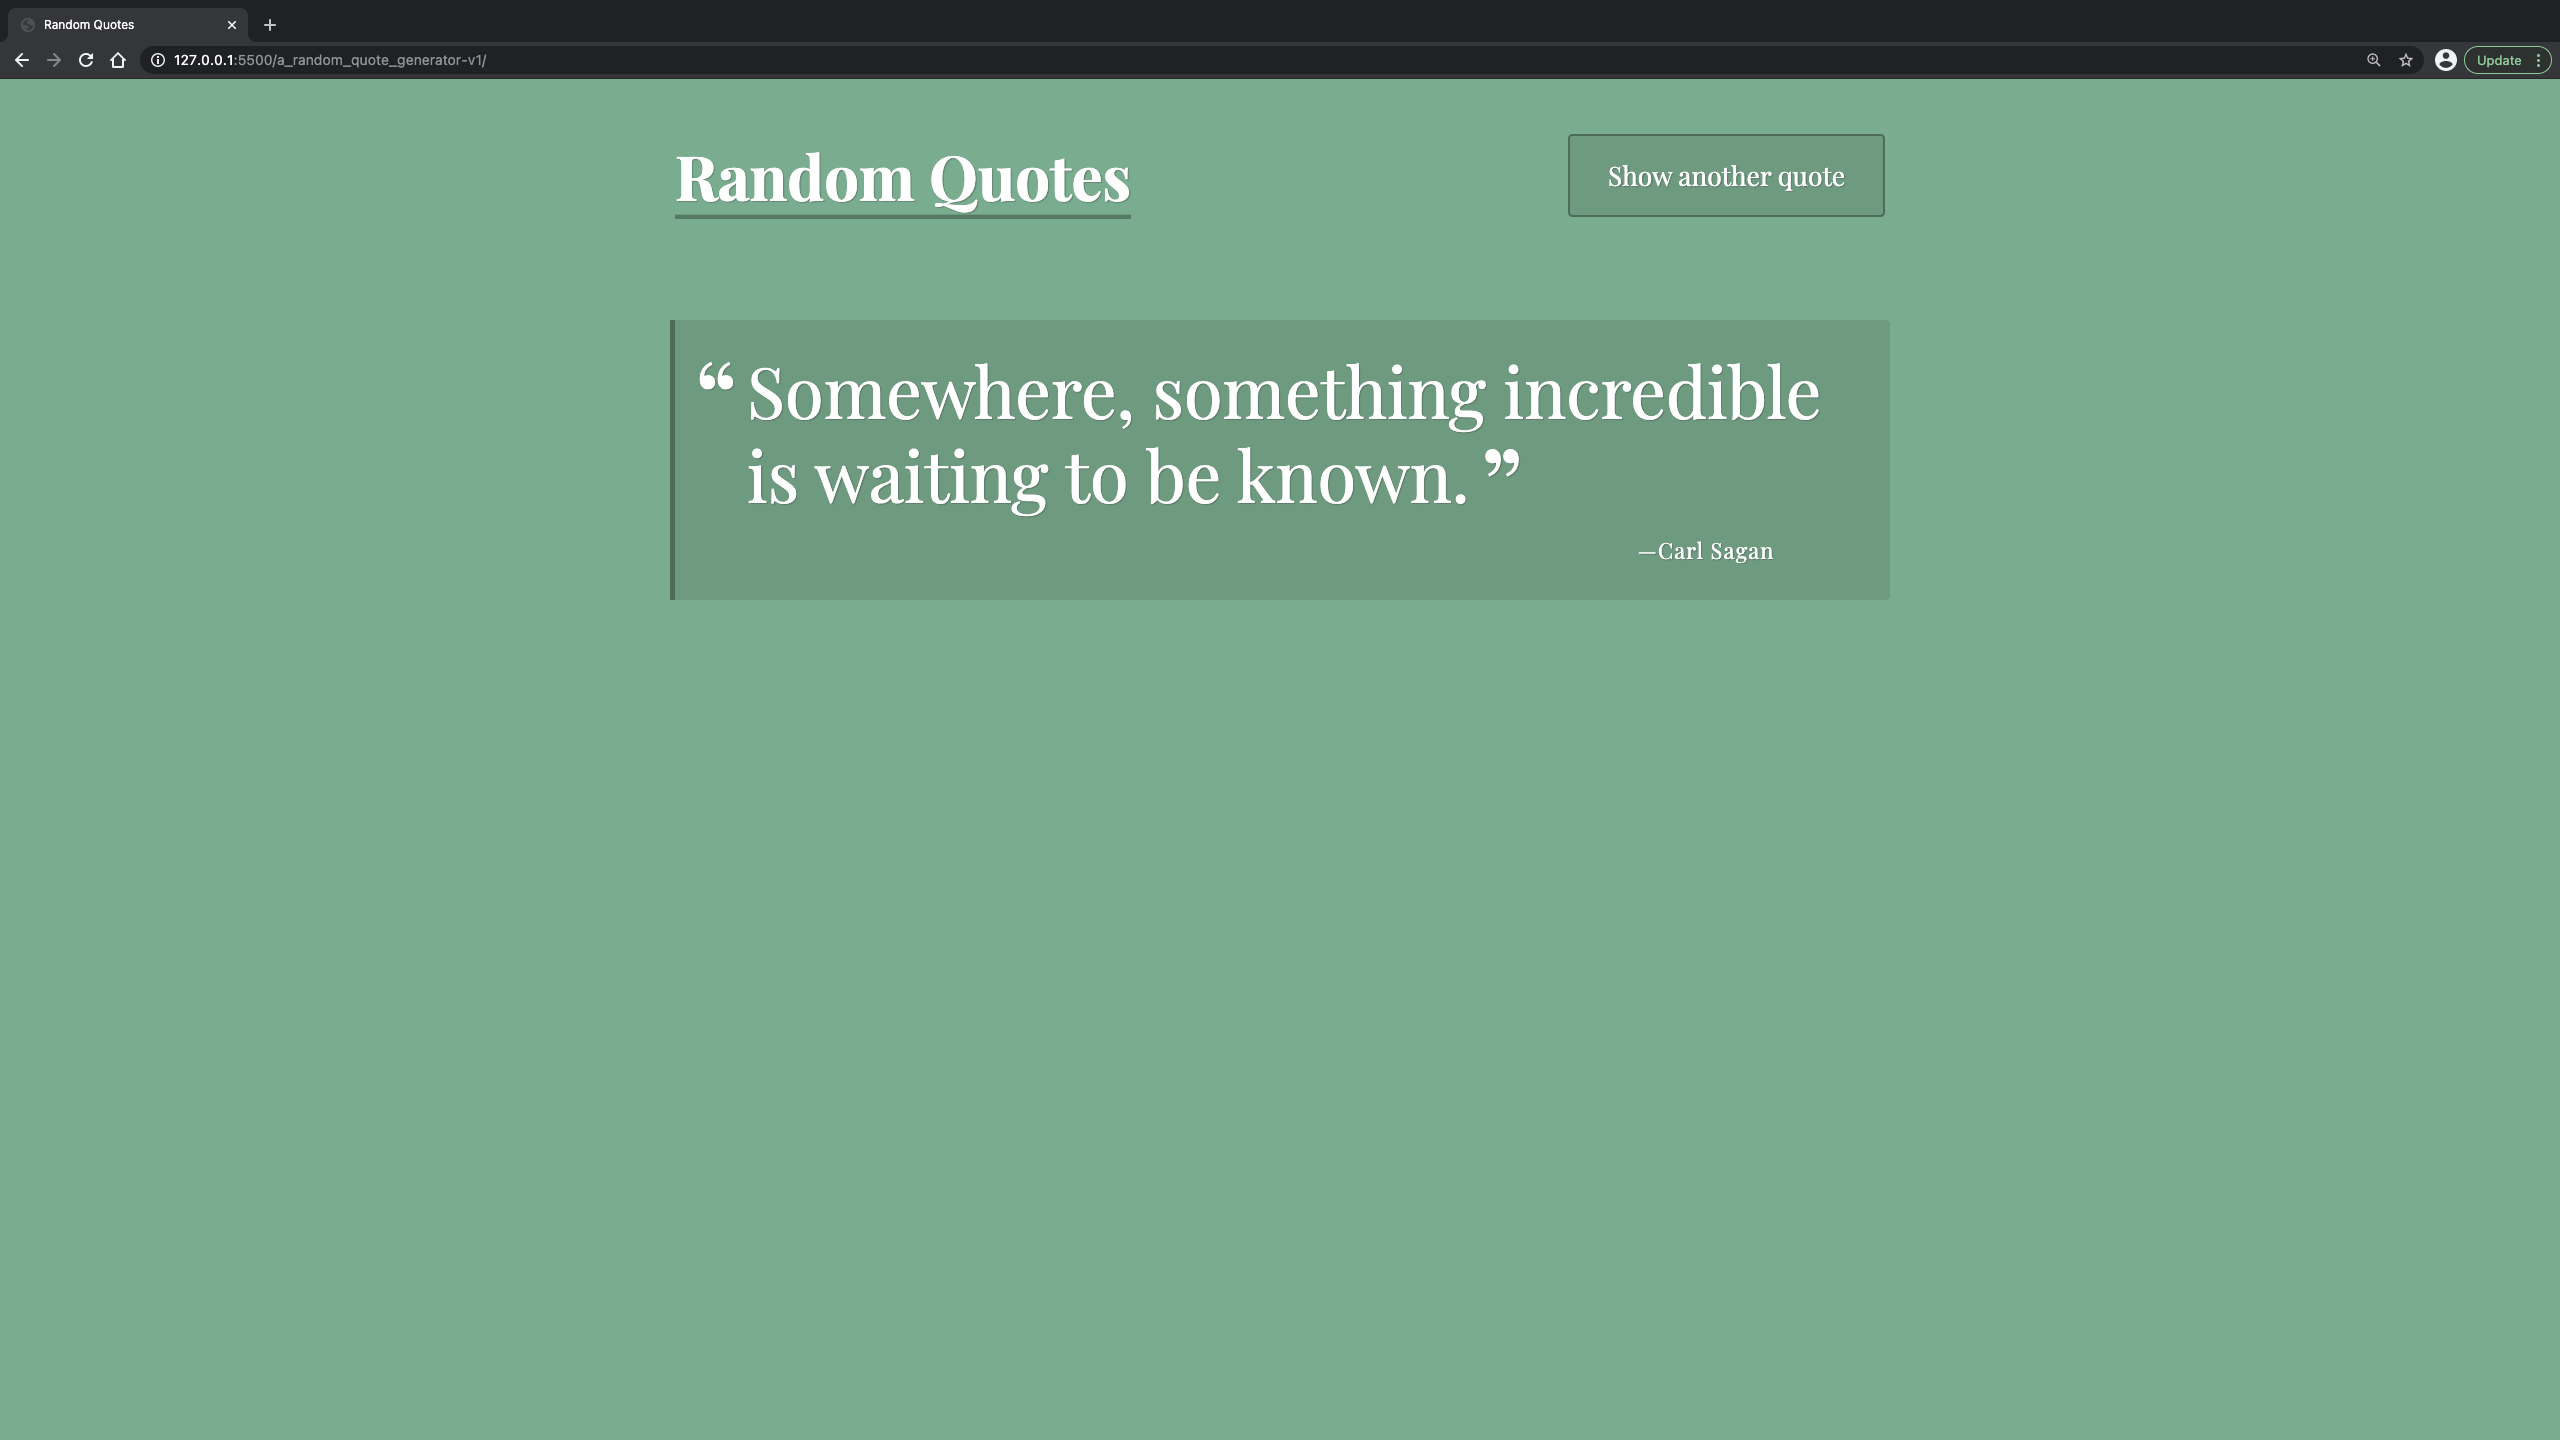 Random Quotes
127.0.0.1:5500/a_random_quote_generator-v1/
Update
Random Quotes
Show another quote
“ Somewhere, something incredible
is waiting to be known. ”
—Carl Sagan